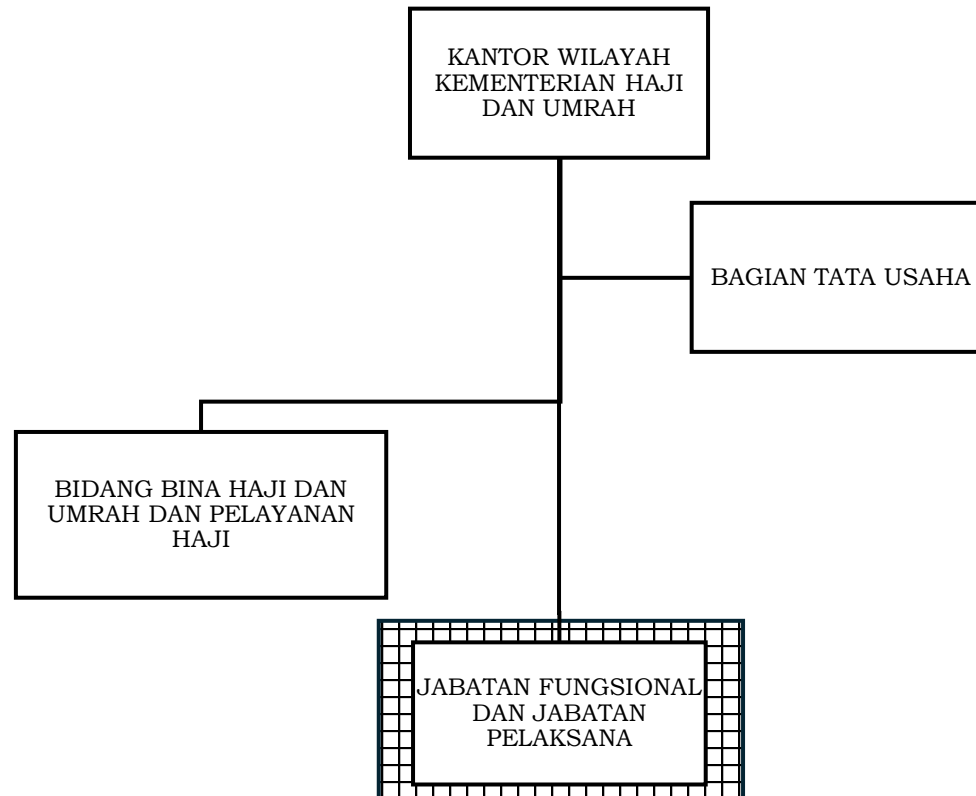 KANTOR WILAYAH
KEMENTERIAN HAJI
DAN UMRAH
BAGIAN TATA USAHA
BIDANG BINA HAJI DAN
UMRAH DAN PELAYANAN
HAJI
JABATAN FUNGSIONAL
DAN JABATAN
PELAKSANA